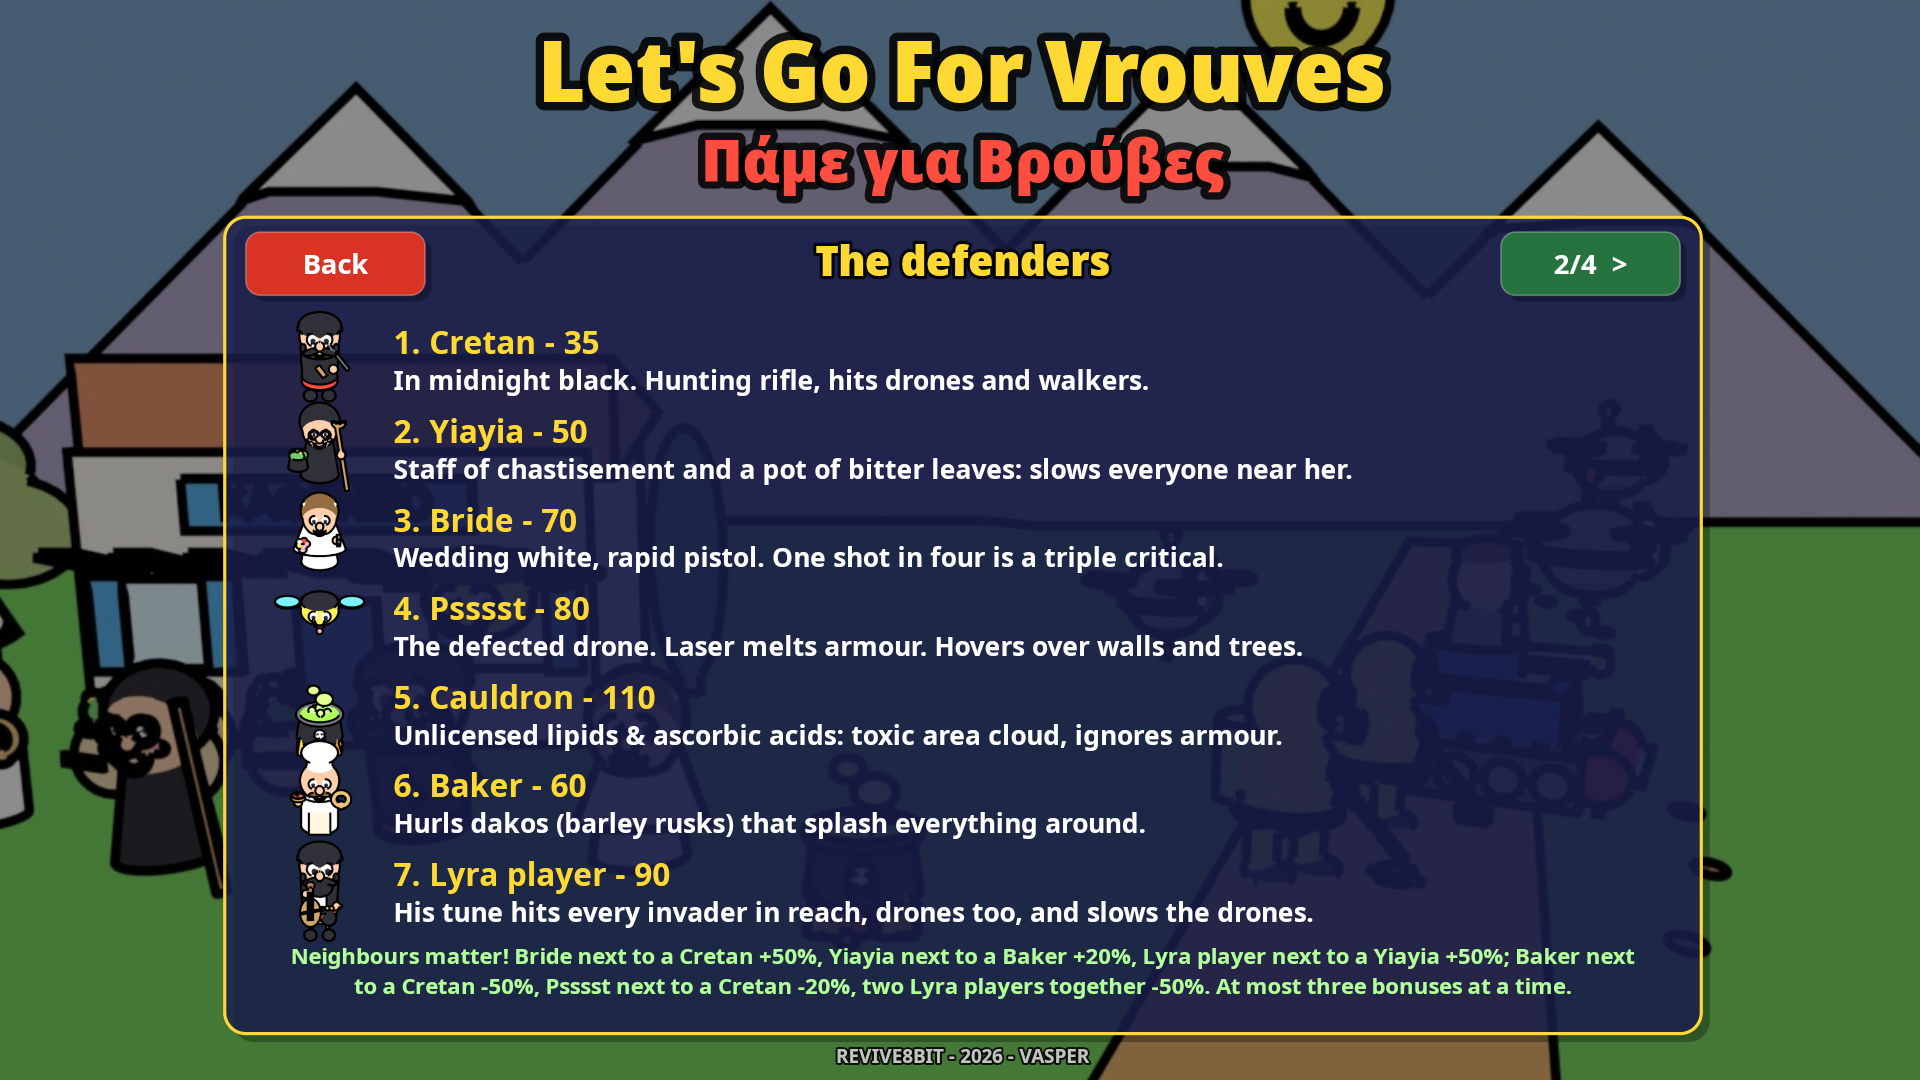 Let's Go For Vrouves
Πάμε για Βρούβες
Back
The defenders
2/4 >
1. Cretan - 35
In midnight black. Hunting rifle, hits drones and walkers.
2. Yiayia - 50
Staff of chastisement and a pot of bitter leaves: slows everyone near her.
3. Bride - 70
Wedding white, rapid pistol. One shot in four is a triple critical.
4. Psssst - 80
The defected drone. Laser melts armour. Hovers over walls and trees.
5. Cauldron - 110
Unlicensed lipids & ascorbic acids: toxic area cloud, ignores armour.
6. Baker - 60
Hurls dakos (barley rusks) that splash everything around.
7. Lyra player - 90
His tune hits every invader in reach, drones too, and slows the drones.
Neighbours matter! Bride next to a Cretan +50%, Yiayia next to a Baker +20%, Lyra player next to a Yiayia +50%; Baker next
to a Cretan -50%, Psssst next to a Cretan -20%, two Lyra players together -50%. At most three bonuses at a time.
REVIVE8BIT - 2026 - VASPER